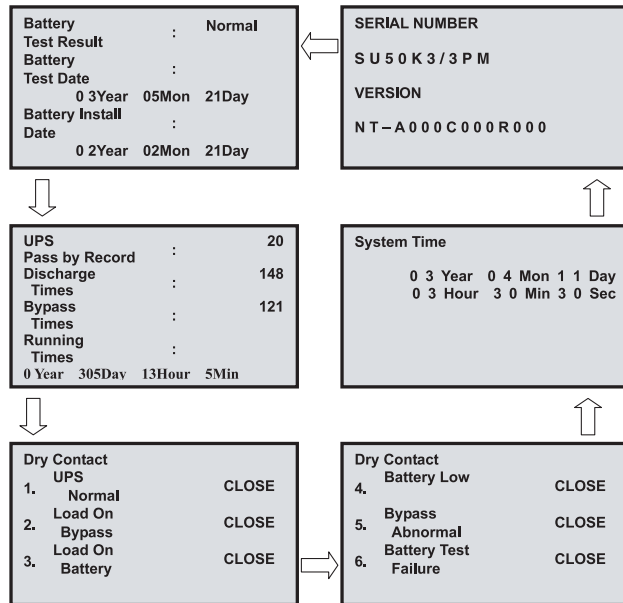 Battery
Test Result : Normal
Battery
Test Date :
0 3Year 05Mon 21Day
Battery Install
Date :
0 2Year 02Mon 21Day
SERIAL NUMBER
S U 5 0 K 3 / 3 P M
VERSION
N T – A 0 0 0 C 0 0 0 R 0 0 0
UPS 20
Pass by Record :
Discharge 148
Times :
Bypass 121
Times :
Running
Times :
0 Year 305Day 13Hour 5Min
System Time
0 3 Year 0 4 Mon 1 1 Day
0 3 Hour 3 0 Min 3 0 Sec
Dry Contact
1. UPS
Normal CLOSE
2. Load On
Bypass CLOSE
3. Load On
Battery CLOSE
Dry Contact
4. Battery Low CLOSE
5. Bypass
Abnormal CLOSE
6. Battery Test
Failure CLOSE